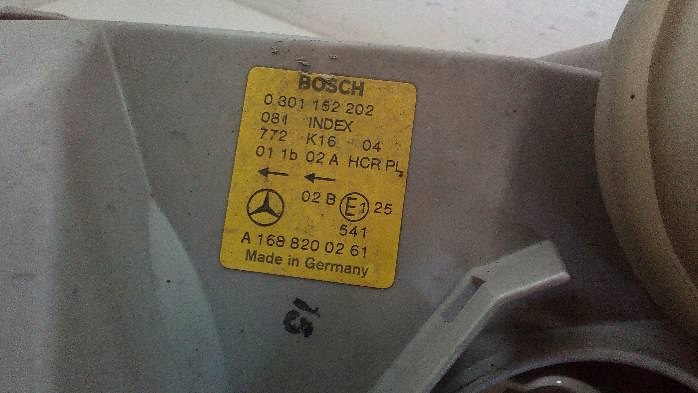 BOSCH
0 301 152 202
081 INDEX
772 K16 04
01 1b 02 A HCR PL
02 B E1 25
541
A 168 820 02 61
Made in Germany